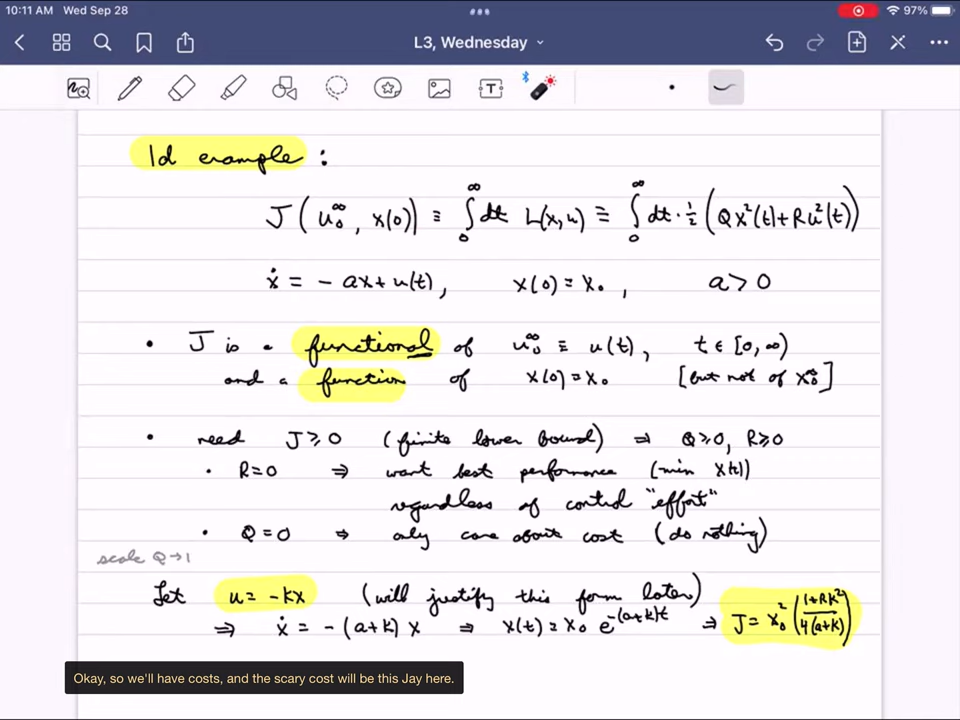 10:11 AM Wed Sep 28
97%
L3, Wednesday
1d example :
J ( u₀^∞, x(0) ) ≡ ∫₀^∞ dt L(x,u) ≡ ∫₀^∞ dt · ½ ( Q x²(t) + R u²(t) )
ẋ = - ax + u(t), x(0) = x₀, a > 0
• J is a functional of u₀^∞ ≡ u(t), t ∈ [0, ∞)
and a function of x(0) = x₀ [but not of x₀^∞]
• need J ≥ 0 (finite lower bound) ⇒ Q ≥ 0, R ≥ 0
• R = 0 ⇒ want best performance (min x(t))
regardless of control "effort"
• Q = 0 ⇒ only care about cost (do nothing)
scale Q → 1
Let u = -kx (will justify this form later)
⇒ ẋ = - (a+k) x ⇒ x(t) = x₀ e^-(a+k)t ⇒ J = x₀² ( 1+Rk² / 4(a+k) )
Okay, so we'll have costs, and the scary cost will be this Jay here.